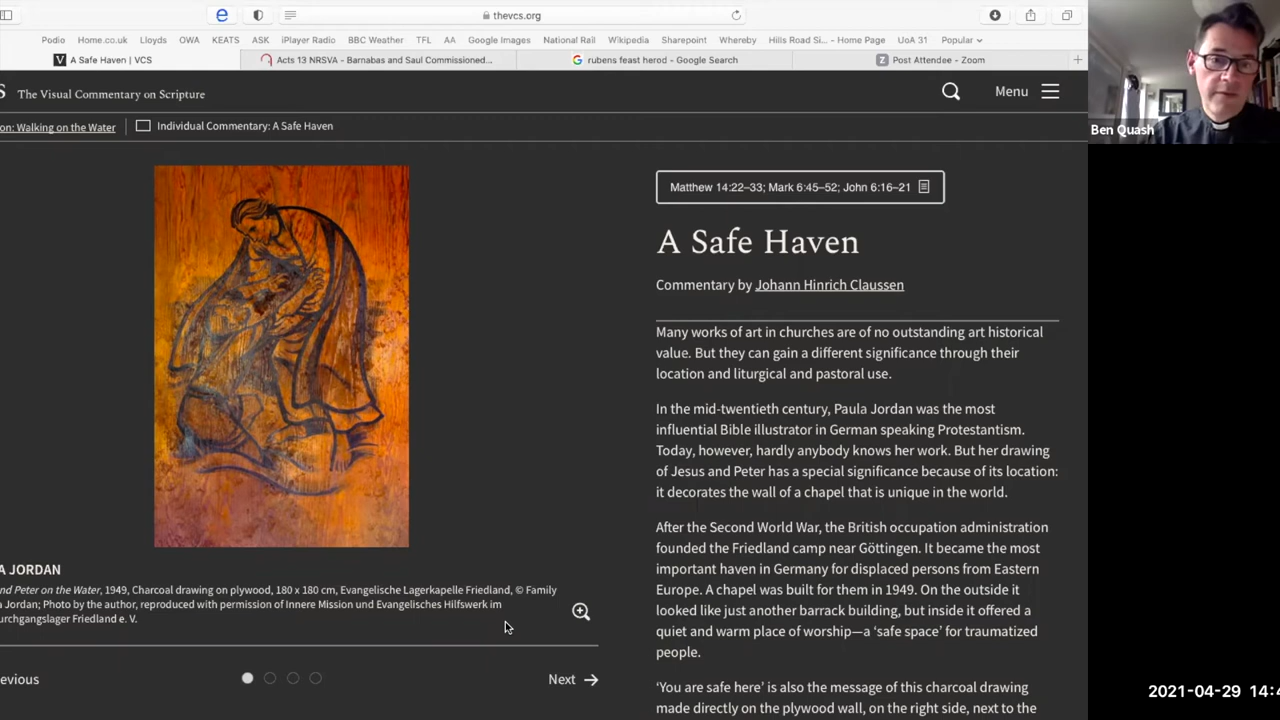 thevcs.org
Podio Home.co.uk Lloyds OWA KEATS ASK iPlayer Radio BBC Weather TFL AA Google Images National Rail Wikipedia Sharepoint Whereby Hills Road Si... - Home Page UoA 31 Popular
A Safe Haven | VCS
Acts 13 NRSVA - Barnabas and Saul Commissioned...
rubens feast herod - Google Search
Post Attendee - Zoom
S The Visual Commentary on Scripture
Menu
on: Walking on the Water
Individual Commentary: A Safe Haven
Ben Quash
Matthew 14:22–33; Mark 6:45–52; John 6:16–21
A Safe Haven
Commentary by Johann Hinrich Claussen
Many works of art in churches are of no outstanding art historical
value. But they can gain a different significance through their
location and liturgical and pastoral use.
In the mid-twentieth century, Paula Jordan was the most
influential Bible illustrator in German speaking Protestantism.
Today, however, hardly anybody knows her work. But her drawing
of Jesus and Peter has a special significance because of its location:
it decorates the wall of a chapel that is unique in the world.
After the Second World War, the British occupation administration
founded the Friedland camp near Göttingen. It became the most
important haven in Germany for displaced persons from Eastern
Europe. A chapel was built for them in 1949. On the outside it
looked like just another barrack building, but inside it offered a
quiet and warm place of worship—a ‘safe space’ for traumatized
people.
‘You are safe here’ is also the message of this charcoal drawing
made directly on the plywood wall, on the right side, next to the
A JORDAN
nd Peter on the Water, 1949, Charcoal drawing on plywood, 180 x 180 cm, Evangelische Lagerkapelle Friedland, © Family
a Jordan; Photo by the author, reproduced with permission of Innere Mission und Evangelisches Hilfswerk im
urchgangslager Friedland e. V.
evious
Next
2021-04-29 14:4